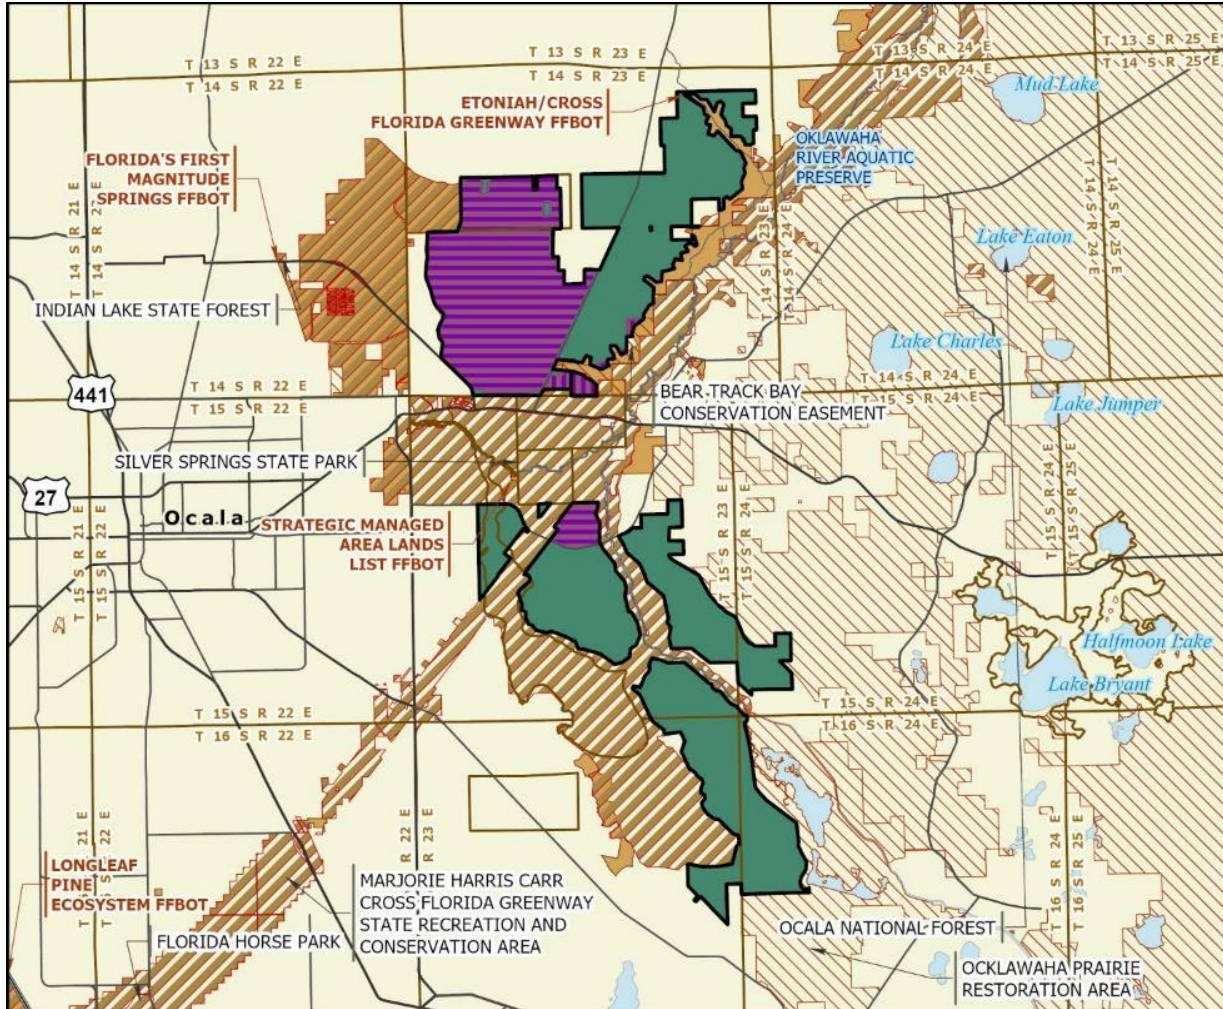 T 13 S R 22 E
T 14 S R 22 E
T 13 S R 23 E
T 14 S R 23 E
T 13 S R 24 E
T 14 S R 24 E
T 13 S R 25 E
T 14 S R 25 E
Mud Lake
ETONIAH/CROSS
FLORIDA GREENWAY FFBOT
OKLAWAHA
RIVER AQUATIC
PRESERVE
FLORIDA'S FIRST
MAGNITUDE
SPRINGS FFBOT
T 14 S R 21 E
T 14 S R 22 E
T 14 S R 23 E
T 14 S R 24 E
T 14 S R 24 E
T 14 S R 25 E
Lake Eaton
INDIAN LAKE STATE FOREST
Lake Charles
441
T 14 S R 22 E
T 15 S R 22 E
T 14 S R 24 E
T 15 S R 24 E
BEAR TRACK BAY
CONSERVATION EASEMENT
Lake Jumper
SILVER SPRINGS STATE PARK
27
Ocala
STRATEGIC MANAGED
AREA LANDS
LIST FFBOT
T 15 S R 21 E
T 15 S R 22 E
T 15 S R 23 E
T 15 S R 24 E
T 15 S R 24 E
T 15 S R 25 E
Halfmoon Lake
Lake Bryant
T 15 S R 22 E
T 16 S R 22 E
T 15 S R 24 E
T 16 S R 24 E
21 E
22 E
R 22 E
R 23 E
T 16 S R 24 E
T 16 S R 25 E
LONGLEAF
PINE
ECOSYSTEM FFBOT
MARJORIE HARRIS CARR
CROSS FLORIDA GREENWAY
STATE RECREATION AND
CONSERVATION AREA
FLORIDA HORSE PARK
OCALA NATIONAL FOREST
OCKLAWAHA PRAIRIE
RESTORATION AREA